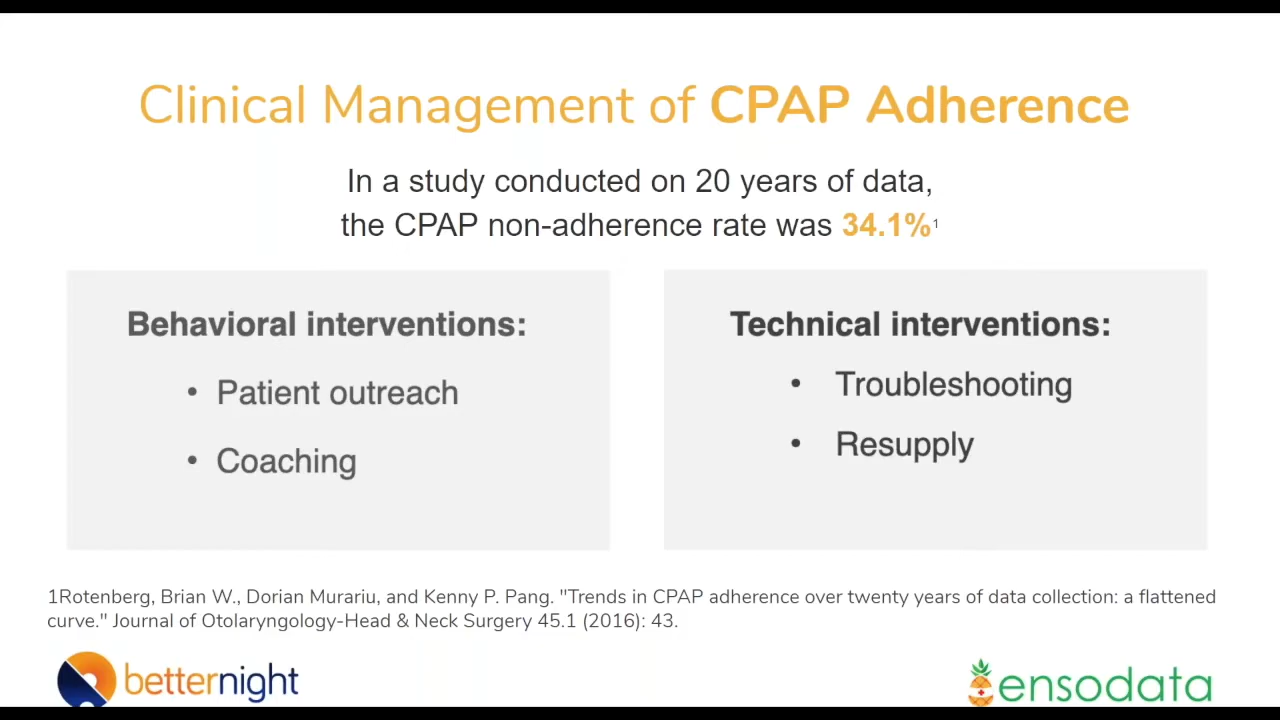 Clinical Management of CPAP Adherence
In a study conducted on 20 years of data,
the CPAP non-adherence rate was 34.1%1
Behavioral interventions:
• Patient outreach
• Coaching
Technical interventions:
• Troubleshooting
• Resupply
1Rotenberg, Brian W., Dorian Murariu, and Kenny P. Pang. "Trends in CPAP adherence over twenty years of data collection: a flattened
curve." Journal of Otolaryngology-Head & Neck Surgery 45.1 (2016): 43.
betternight
ensodata